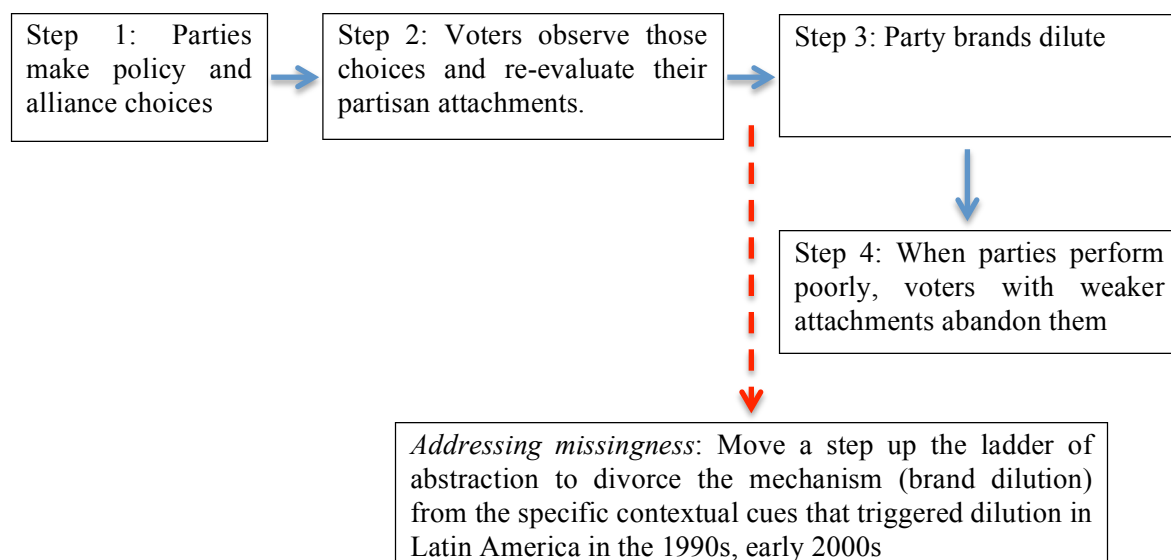 Step 1: Parties
make policy and
alliance choices
Step 2: Voters observe those
choices and re-evaluate their
partisan attachments.
Step 3: Party brands dilute
Step 4: When parties perform
poorly, voters with weaker
attachments abandon them
Addressing missingness: Move a step up the ladder of
abstraction to divorce the mechanism (brand dilution)
from the specific contextual cues that triggered dilution in
Latin America in the 1990s, early 2000s